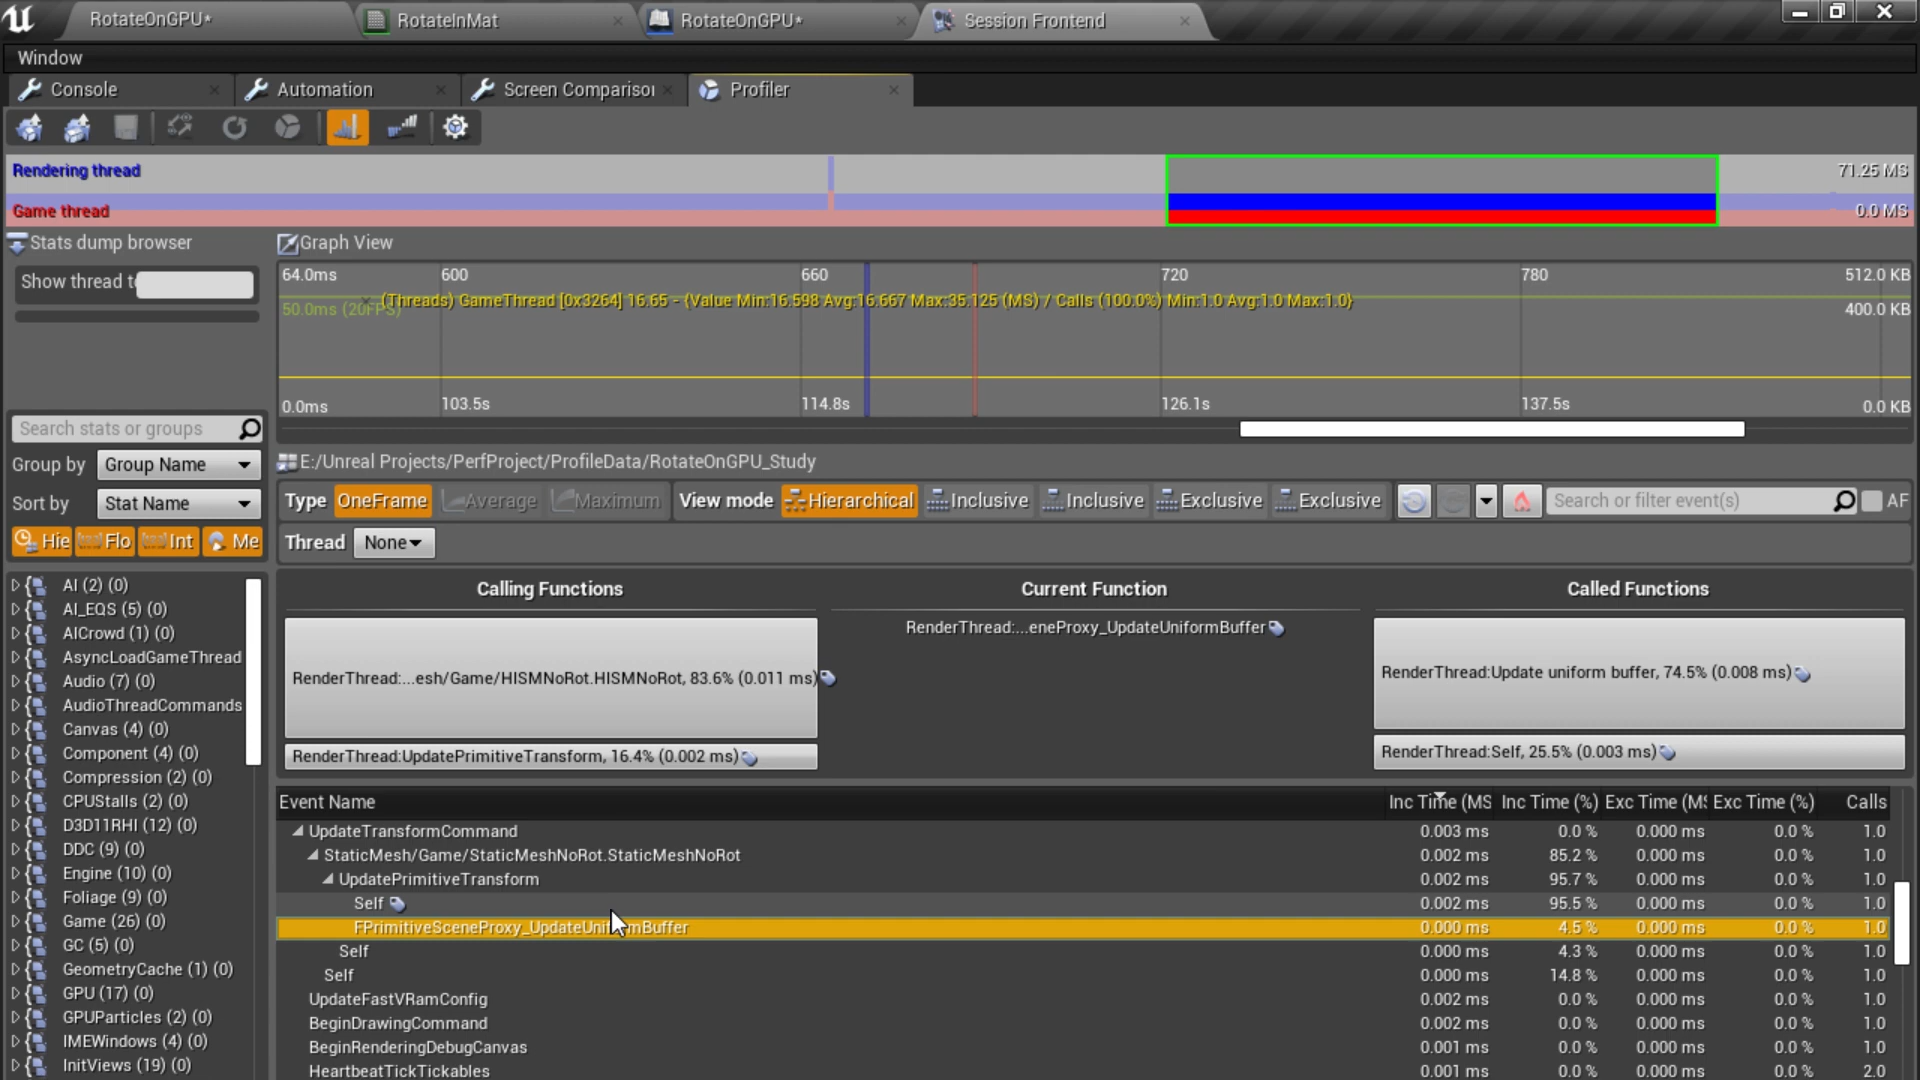 RotateOnGPU*
RotateInMat
RotateOnGPU*
Session Frontend
Window
Console
Automation
Screen Compariso
Profiler
Rendering thread
71.25 MS
Game thread
0.0 MS
Stats dump browser
Show thread t
Graph View
64.0ms
600
660
720
780
512.0 KB
(Threads) GameThread [0x3264] 16.65 - {Value Min:16.598 Avg:16.667 Max:35.125 (MS) / Calls (100.0%) Min:1.0 Avg:1.0 Max:1.0}
50.0ms (20FPS)
400.0 KB
0.0ms
103.5s
114.8s
126.1s
137.5s
0.0 KB
Search stats or groups
Group by Group Name
Sort by Stat Name
Hie Flo Int Me
AI (2) (0)
AI_EQS (5) (0)
AICrowd (1) (0)
AsyncLoadGameThread
Audio (7) (0)
AudioThreadCommands
Canvas (4) (0)
Component (4) (0)
Compression (2) (0)
CPUStalls (2) (0)
D3D11RHI (12) (0)
DDC (9) (0)
Engine (10) (0)
Foliage (9) (0)
Game (26) (0)
GC (5) (0)
GeometryCache (1) (0)
GPU (17) (0)
GPUParticles (2) (0)
IMEWindows (4) (0)
InitViews (19) (0)
E:/Unreal Projects/PerfProject/ProfileData/RotateOnGPU_Study
Type OneFrame Average Maximum View mode Hierarchical Inclusive Inclusive Exclusive Exclusive Search or filter event(s) AF
Thread None
Calling Functions
Current Function
Called Functions
RenderThread:...esh/Game/HISMNoRot.HISMNoRot, 83.6% (0.011 ms)
RenderThread:UpdatePrimitiveTransform, 16.4% (0.002 ms)
RenderThread:...eneProxy_UpdateUniformBuffer
RenderThread:Update uniform buffer, 74.5% (0.008 ms)
RenderThread:Self, 25.5% (0.003 ms)
Event Name Inc Time (MS Inc Time (%) Exc Time (M Exc Time (%) Calls
UpdateTransformCommand 0.003 ms 0.0 % 0.000 ms 0.0 % 1.0
StaticMesh/Game/StaticMeshNoRot.StaticMeshNoRot 0.002 ms 85.2 % 0.000 ms 0.0 % 1.0
UpdatePrimitiveTransform 0.002 ms 95.7 % 0.000 ms 0.0 % 1.0
Self 0.002 ms 95.5 % 0.000 ms 0.0 % 1.0
FPrimitiveSceneProxy_UpdateUniformBuffer 0.000 ms 4.5 % 0.000 ms 0.0 % 1.0
Self 0.000 ms 4.3 % 0.000 ms 0.0 % 1.0
Self 0.000 ms 14.8 % 0.000 ms 0.0 % 1.0
UpdateFastVRamConfig 0.002 ms 0.0 % 0.000 ms 0.0 % 1.0
BeginDrawingCommand 0.002 ms 0.0 % 0.000 ms 0.0 % 1.0
BeginRenderingDebugCanvas 0.001 ms 0.0 % 0.000 ms 0.0 % 1.0
HeartbeatTickTickables 0.001 ms 0.0 % 0.000 ms 0.0 % 2.0